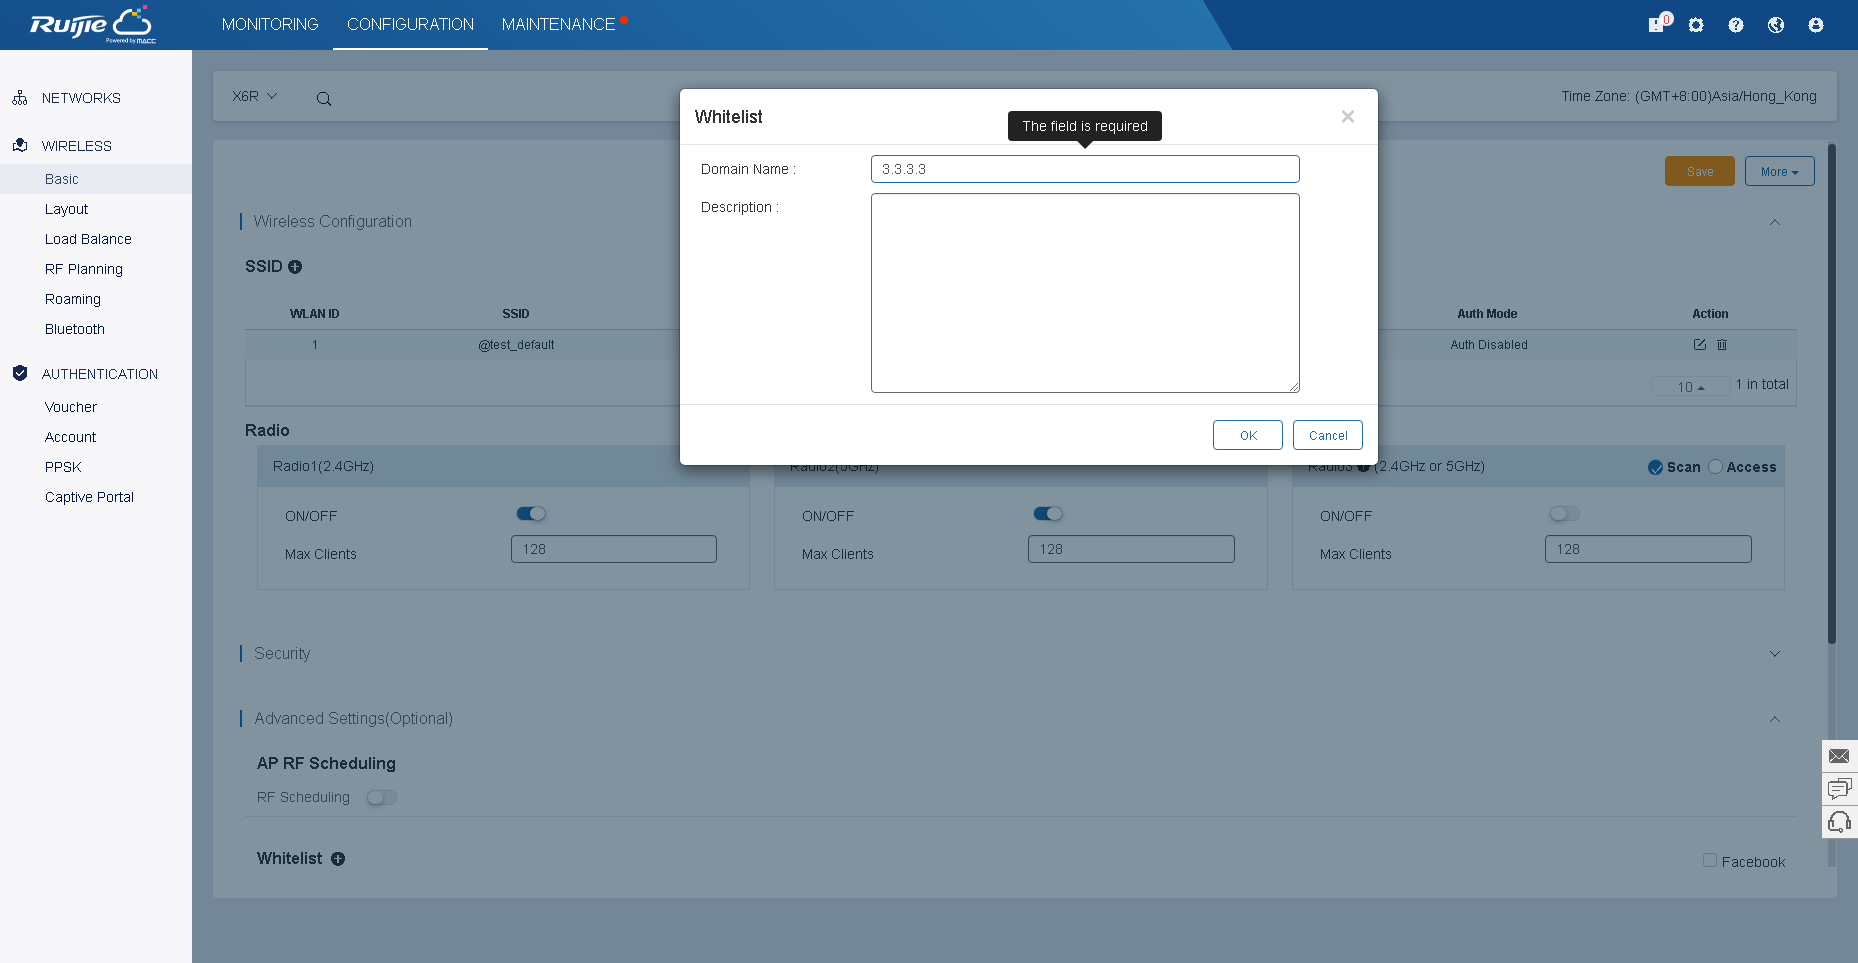 Ruijie
Powered by MACC
MONITORING
CONFIGURATION
MAINTENANCE
0
NETWORKS
WIRELESS
Basic
Layout
Load Balance
RF Planning
Roaming
Bluetooth
AUTHENTICATION
Voucher
Account
PPSK
Captive Portal
X6R
Time Zone: (GMT+8:00)Asia/Hong_Kong
Whitelist
The field is required
Domain Name :
3.3.3.3
Description :
OK
Cancel
Save
More
Wireless Configuration
SSID
WLAN ID SSID Auth Mode Action
1 @test_default Auth Disabled
10 1 in total
Radio
Radio1(2.4GHz)
ON/OFF
Max Clients 128
Radio2(5GHz)
ON/OFF
Max Clients 128
Radio3 (2.4GHz or 5GHz) Scan Access
ON/OFF
Max Clients 128
Security
Advanced Settings(Optional)
AP RF Scheduling
RF Scheduling
Whitelist
Facebook